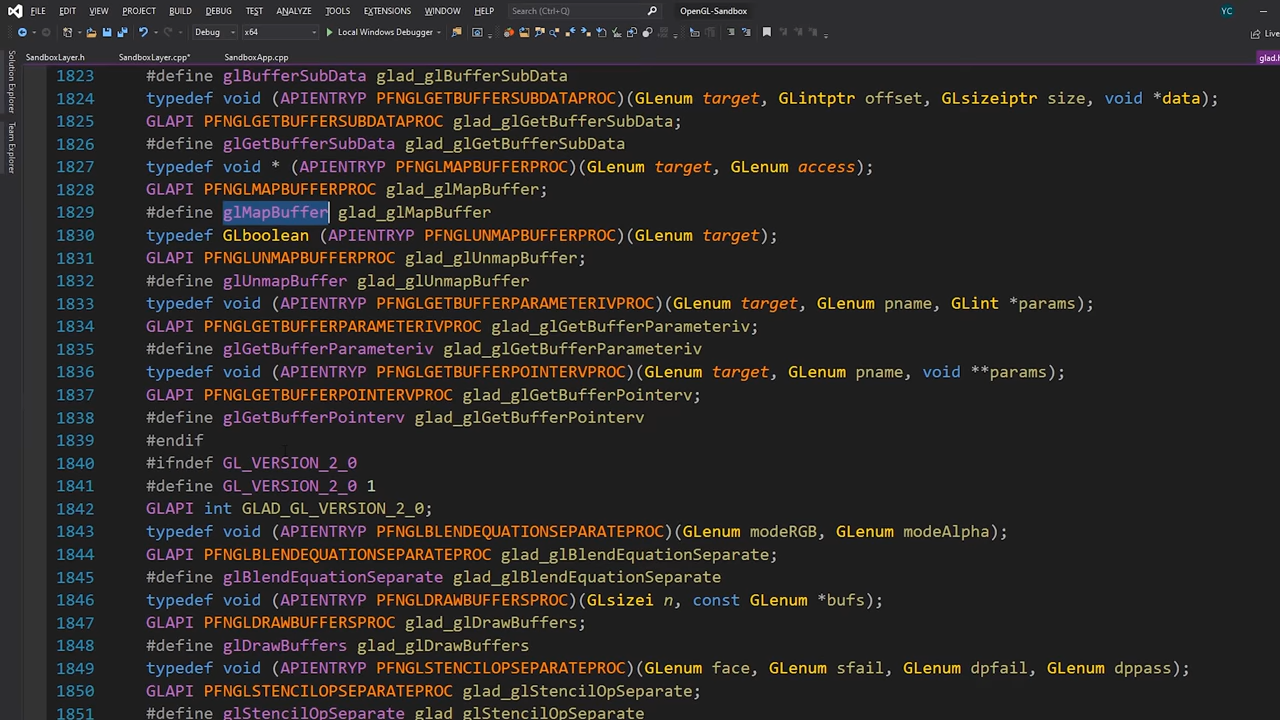 FILE EDIT VIEW PROJECT BUILD DEBUG TEST ANALYZE TOOLS EXTENSIONS WINDOW HELP Search (Ctrl+Q) OpenGL-Sandbox YC
Debug x64 Local Windows Debugger Live
SandboxLayer.h SandboxLayer.cpp* SandboxApp.cpp glad.h
Solution Explorer
Team Explorer
1823 #define glBufferSubData glad_glBufferSubData
1824 typedef void (APIENTRYP PFNGLGETBUFFERSUBDATAPROC)(GLenum target, GLintptr offset, GLsizeiptr size, void *data);
1825 GLAPI PFNGLGETBUFFERSUBDATAPROC glad_glGetBufferSubData;
1826 #define glGetBufferSubData glad_glGetBufferSubData
1827 typedef void * (APIENTRYP PFNGLMAPBUFFERPROC)(GLenum target, GLenum access);
1828 GLAPI PFNGLMAPBUFFERPROC glad_glMapBuffer;
1829 #define glMapBuffer glad_glMapBuffer
1830 typedef GLboolean (APIENTRYP PFNGLUNMAPBUFFERPROC)(GLenum target);
1831 GLAPI PFNGLUNMAPBUFFERPROC glad_glUnmapBuffer;
1832 #define glUnmapBuffer glad_glUnmapBuffer
1833 typedef void (APIENTRYP PFNGLGETBUFFERPARAMETERIVPROC)(GLenum target, GLenum pname, GLint *params);
1834 GLAPI PFNGLGETBUFFERPARAMETERIVPROC glad_glGetBufferParameteriv;
1835 #define glGetBufferParameteriv glad_glGetBufferParameteriv
1836 typedef void (APIENTRYP PFNGLGETBUFFERPOINTERVPROC)(GLenum target, GLenum pname, void **params);
1837 GLAPI PFNGLGETBUFFERPOINTERVPROC glad_glGetBufferPointerv;
1838 #define glGetBufferPointerv glad_glGetBufferPointerv
1839 #endif
1840 #ifndef GL_VERSION_2_0
1841 #define GL_VERSION_2_0 1
1842 GLAPI int GLAD_GL_VERSION_2_0;
1843 typedef void (APIENTRYP PFNGLBLENDEQUATIONSEPARATEPROC)(GLenum modeRGB, GLenum modeAlpha);
1844 GLAPI PFNGLBLENDEQUATIONSEPARATEPROC glad_glBlendEquationSeparate;
1845 #define glBlendEquationSeparate glad_glBlendEquationSeparate
1846 typedef void (APIENTRYP PFNGLDRAWBUFFERSPROC)(GLsizei n, const GLenum *bufs);
1847 GLAPI PFNGLDRAWBUFFERSPROC glad_glDrawBuffers;
1848 #define glDrawBuffers glad_glDrawBuffers
1849 typedef void (APIENTRYP PFNGLSTENCILOPSEPARATEPROC)(GLenum face, GLenum sfail, GLenum dpfail, GLenum dppass);
1850 GLAPI PFNGLSTENCILOPSEPARATEPROC glad_glStencilOpSeparate;
1851 #define glStencilOpSeparate glad_glStencilOpSeparate